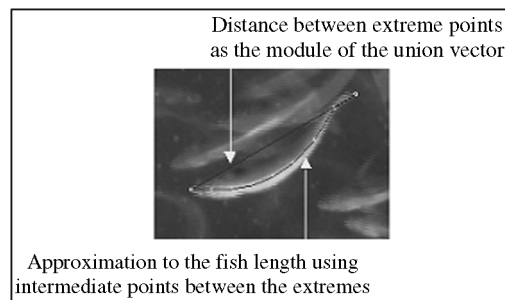 Distance between extreme points
as the module of the union vector
Approximation to the fish length using
intermediate points between the extremes